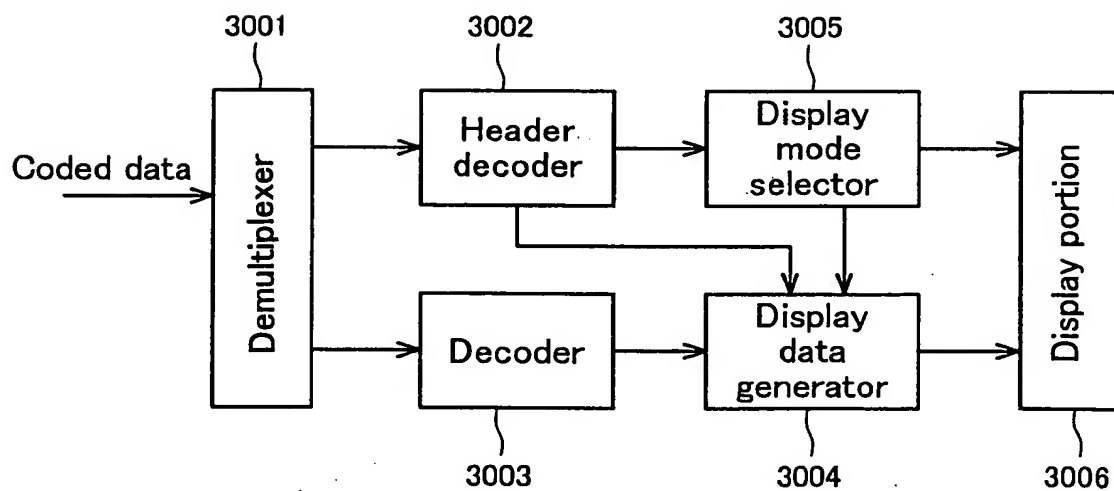 3001
3002
3005
Coded data
Demultiplexer
Header
decoder
Display
mode
selector
Display portion
Decoder
Display
data
generator
3003
3004
3006